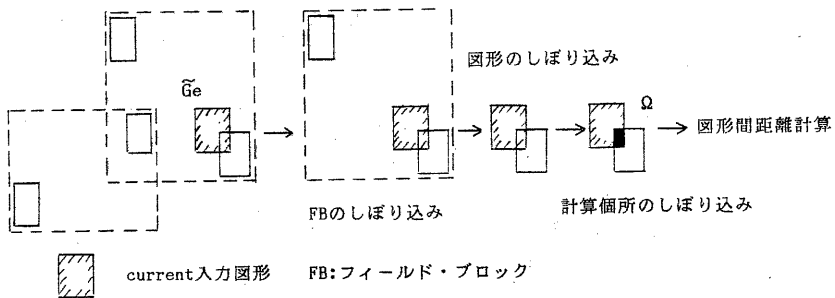 図形のしぼり込み
G̃e
Ω
図形間距離計算
FBのしぼり込み
計算個所のしぼり込み
current入力図形
FB:フィールド・ブロック